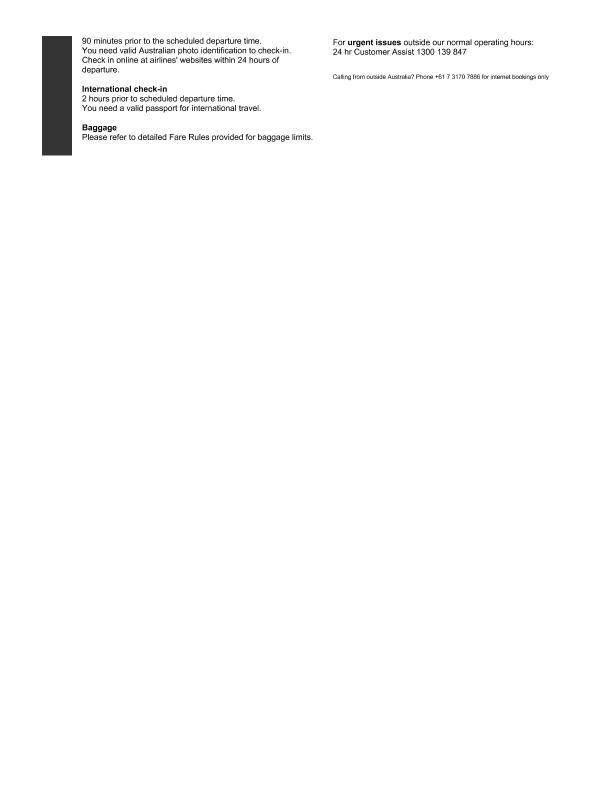 90 minutes prior to the scheduled departure time.
You need valid Australian photo identification to check-in.
Check in online at airlines' websites within 24 hours of
departure.
International check-in
2 hours prior to scheduled departure time.
You need a valid passport for international travel.
Baggage
Please refer to detailed Fare Rules provided for baggage limits.
For urgent issues outside our normal operating hours:
24 hr Customer Assist 1300 139 847
Calling from outside Australia? Phone +61 7 3170 7886 for internet bookings only